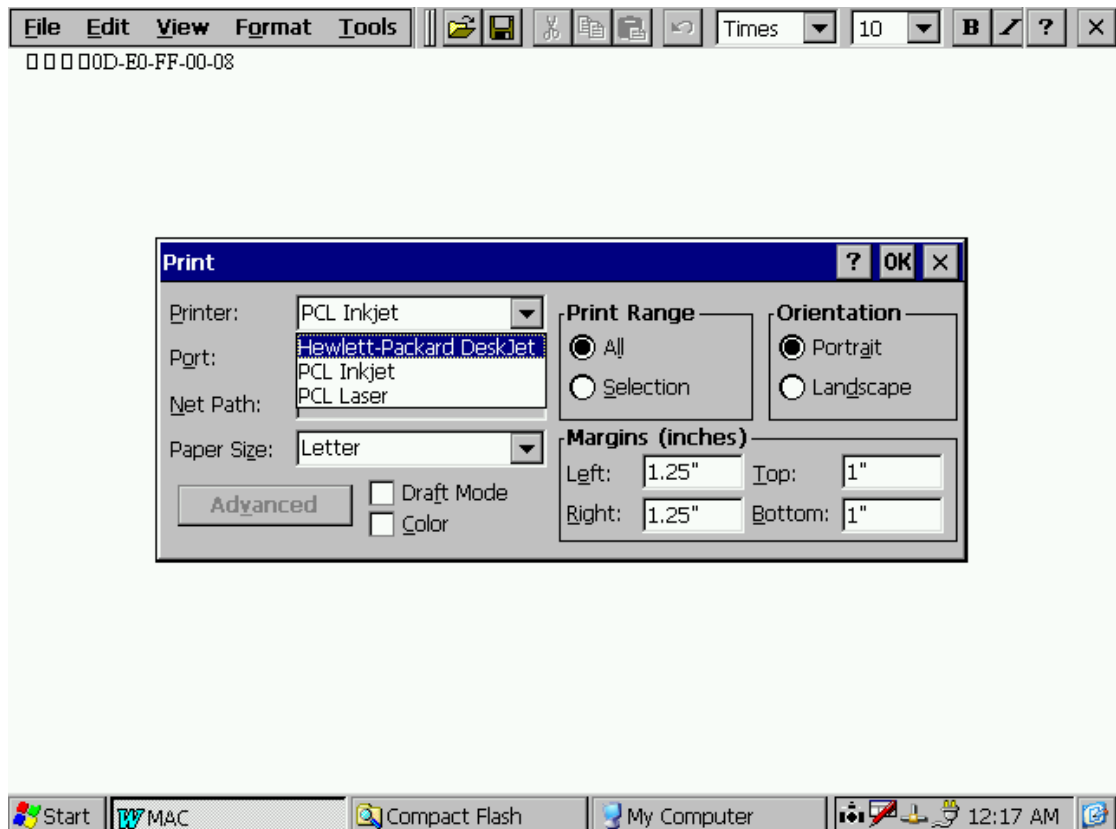 File Edit View Format Tools Times 10 B I ? ×
0D-E0-FF-00-08
Print ? OK ×
Printer: PCL Inkjet
Hewlett-Packard DeskJet
PCL Inkjet
PCL Laser
Port:
Net Path:
Paper Size: Letter
Advanced
Draft Mode
Color
Print Range
All
Selection
Orientation
Portrait
Landscape
Margins (inches)
Left: 1.25" Top: 1"
Right: 1.25" Bottom: 1"
Start MAC Compact Flash My Computer 12:17 AM